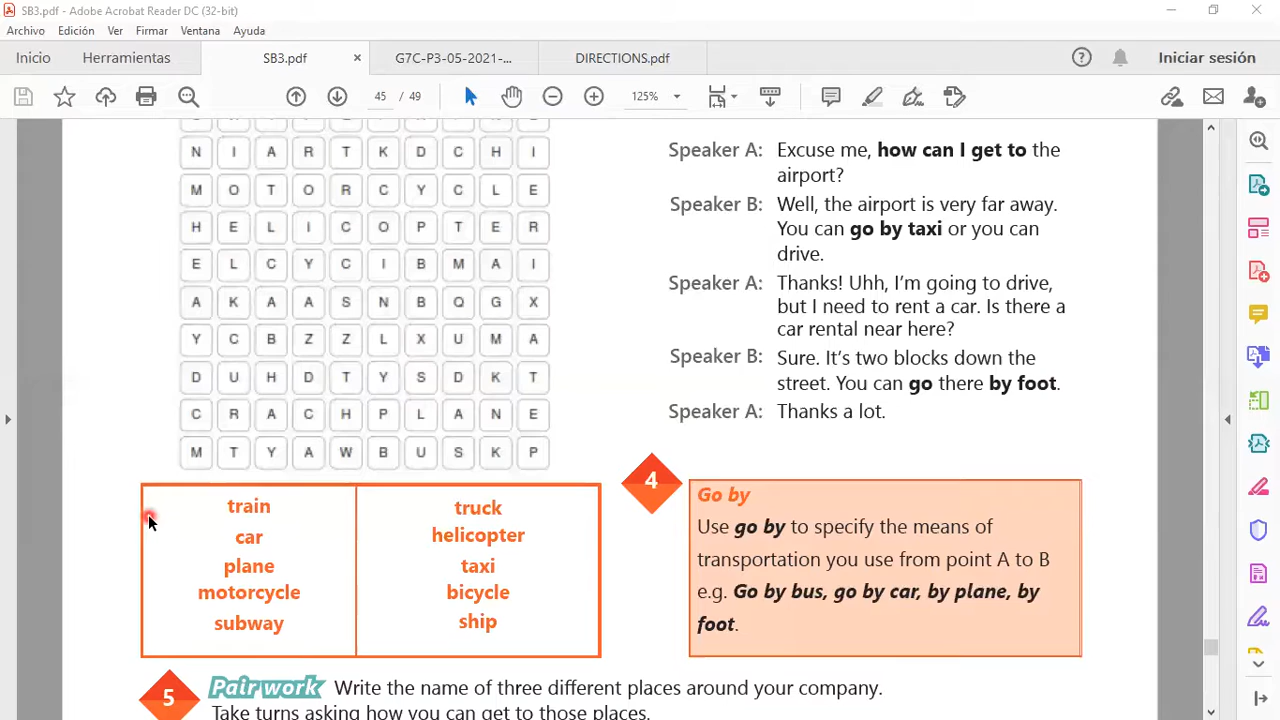 SB3.pdf - Adobe Acrobat Reader DC (32-bit)
Archivo Edición Ver Firmar Ventana Ayuda
Inicio Herramientas SB3.pdf × G7C-P3-05-2021-... DIRECTIONS.pdf Iniciar sesión
45 / 49 125%
N I A R T K D C H I
M O T O R C Y C L E
H E L I C O P T E R
E L C Y C I B M A I
A K A A S N B Q G X
Y C B Z Z L X U M A
D U H D T Y S D K T
C R A C H P L A N E
M T Y A W B U S K P
train
car
plane
motorcycle
subway
truck
helicopter
taxi
bicycle
ship
Speaker A: Excuse me, how can I get to the
airport?
Speaker B: Well, the airport is very far away.
You can go by taxi or you can
drive.
Speaker A: Thanks! Uhh, I'm going to drive,
but I need to rent a car. Is there a
car rental near here?
Speaker B: Sure. It's two blocks down the
street. You can go there by foot.
Speaker A: Thanks a lot.
4
Go by
Use go by to specify the means of
transportation you use from point A to B
e.g. Go by bus, go by car, by plane, by
foot.
5 Pair work Write the name of three different places around your company.
Take turns asking how you can get to those places.